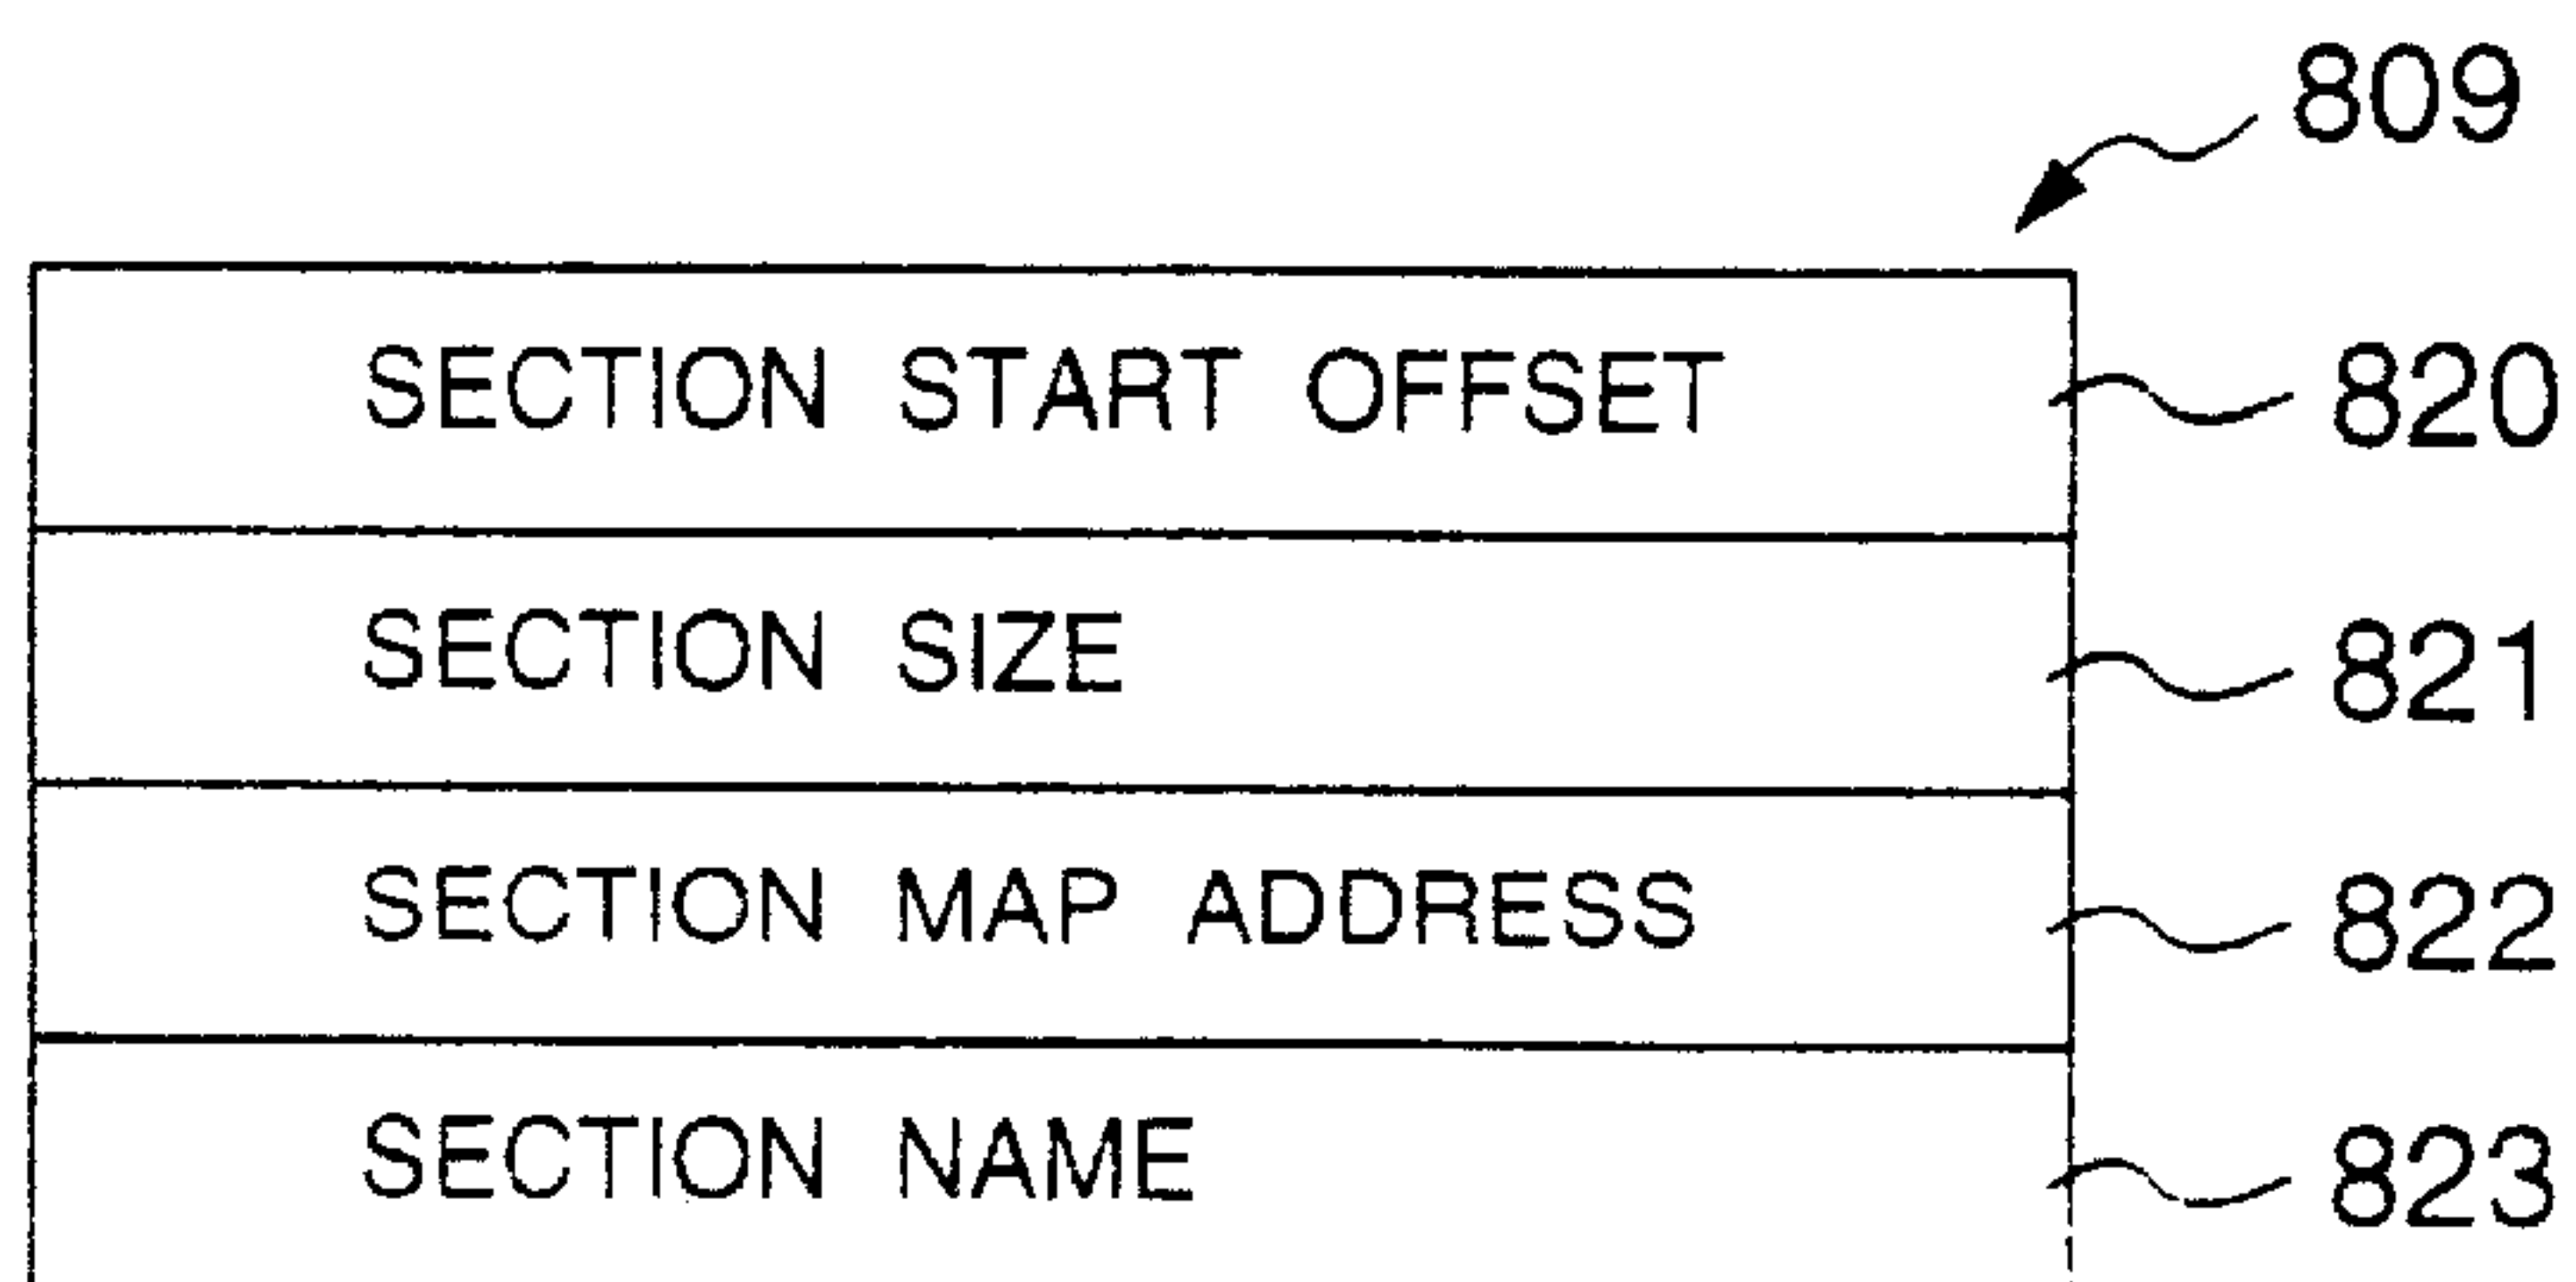 809
SECTION START OFFSET 820
SECTION SIZE 821
SECTION MAP ADDRESS 822
SECTION NAME 823